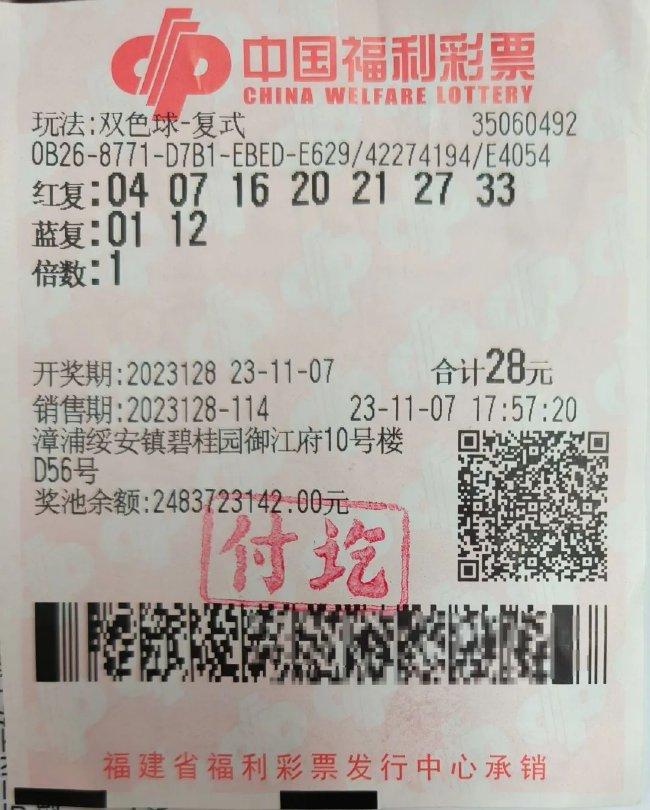 中国福利彩票
CHINA WELFARE LOTTERY
玩法:双色球-复式 35060492
0B26-8771-D7B1-EBED-E629/42274194/E4054
红复:04 07 16 20 21 27 33
蓝复:01 12
倍数:1
开奖期:2023128 23-11-07 合计28元
销售期:2023128-114 23-11-07 17:57:20
漳浦绥安镇碧桂园御江府10号楼
D56号
奖池余额:2483723142.00元
付讫
福建省福利彩票发行中心承销